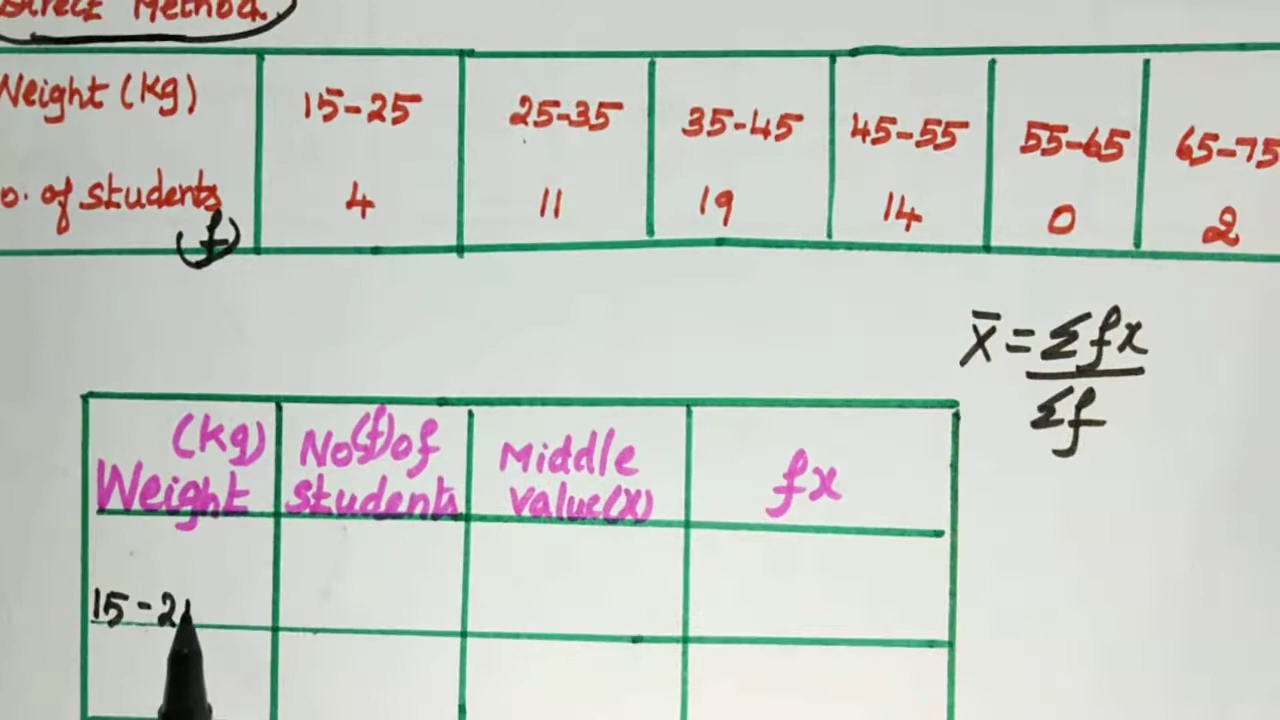 Direct Method
Weight (kg) 15-25 25-35 35-45 45-55 55-65 65-75
o. of students 4 11 19 14 0 2
(f)
x̄ = Σfx
Σf
(kg) No(f)of Middle fx
Weight students value(x)
15-2